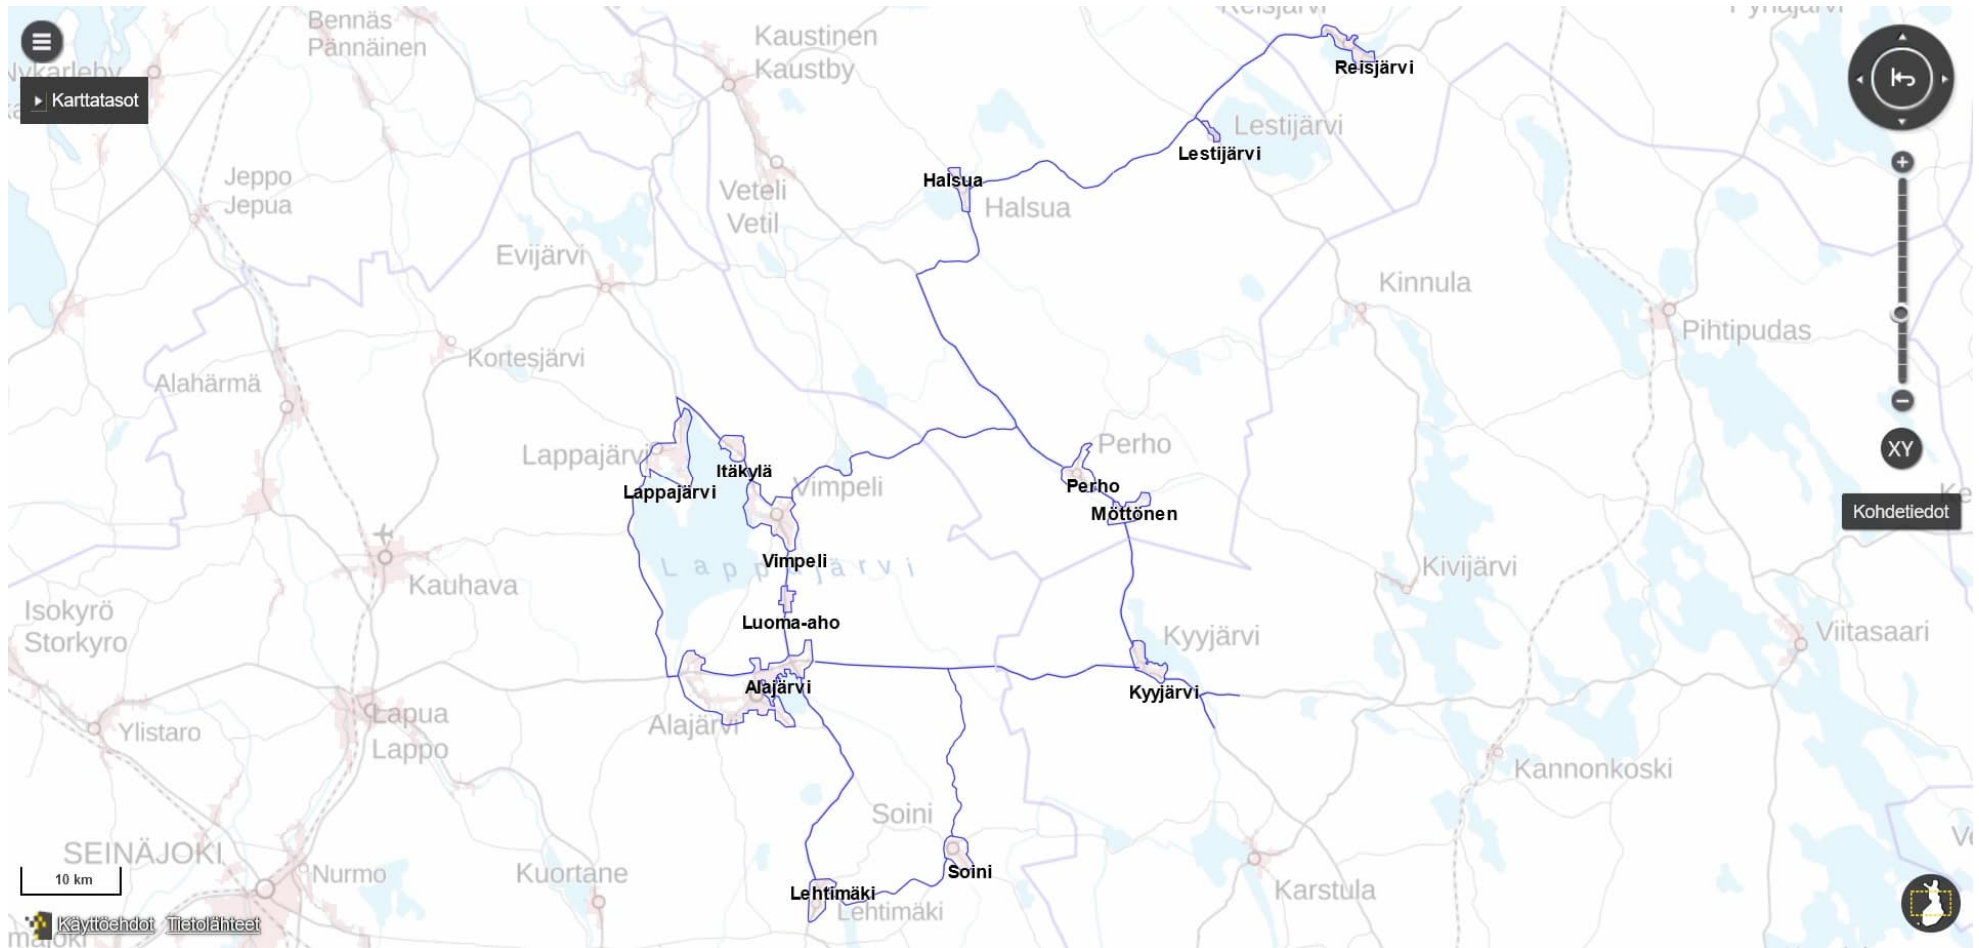 Bennäs
Pännäinen
Kaustinen
Kaustby
Reisjärvi
Pyhäjärvi
Nykarleby
Karttatasot
Reisjärvi
Lestijärvi
Lestijärvi
Jeppo
Jepua
Veteli
Vetil
Halsua
Halsua
Evijärvi
Kinnula
Pihtipudas
Kortesjärvi
Alahärmä
XY
Lappajärvi
Itäkylä
Lappajärvi
Vimpeli
Perho
Perho
Möttönen
Kohdetiedot
Vimpeli
Lappajärvi
Kauhava
Kivijärvi
Isokyrö
Storkyro
Luoma-aho
Kyyjärvi
Viitasaari
Alajärvi
Kyyjärvi
Alajärvi
Ylistaro
Lapua
Lappo
Kannonkoski
Soini
SEINÄJOKI
Nurmo
Kuortane
10 km
Soini
Lehtimäki
Lehtimäki
Karstula
Käyttöehdot Tietolähteet